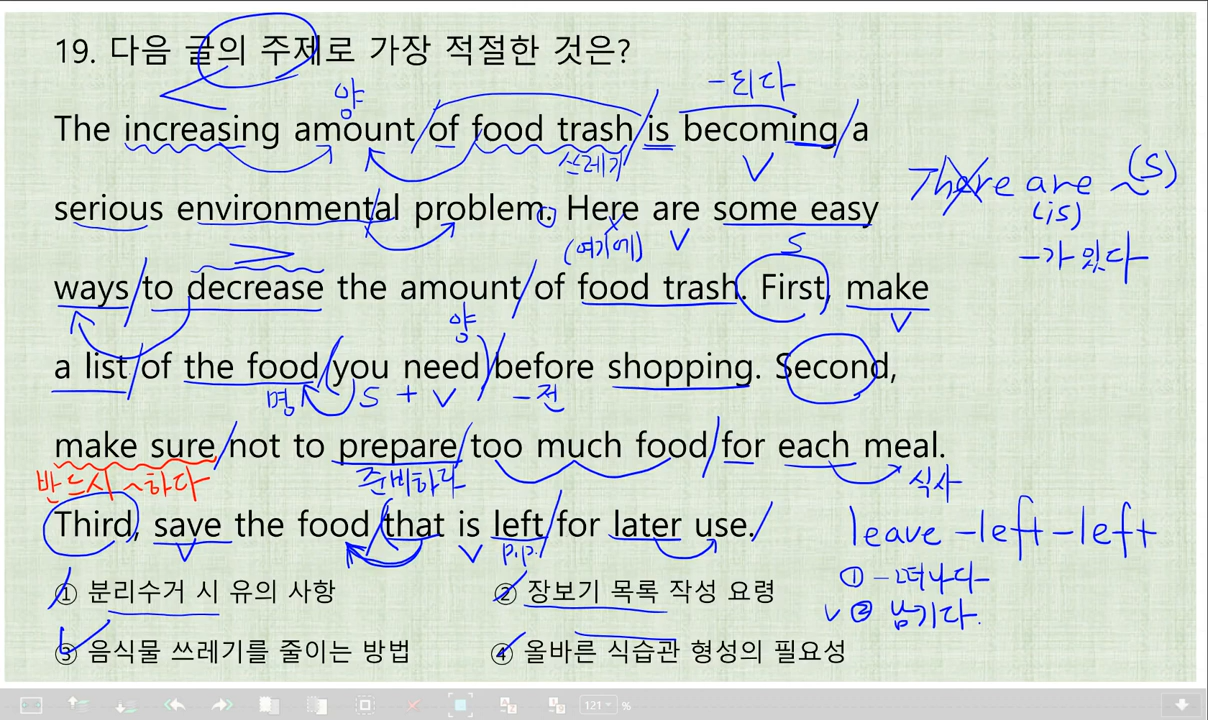 19. 다음 글의 주제로 가장 적절한 것은?
양
-되다
The increasing amount of food trash is becoming a
쓰레기
There are ~ (S)
(is)
-가 있다
serious environmental problem. Here are some easy
(여기에)
S
ways to decrease the amount of food trash. First, make
양
a list of the food you need before shopping. Second,
명 S + V -전
make sure not to prepare too much food for each meal.
반드시 ~하다
준비하라
식사
Third, save the food that is left for later use.
p.p.
leave -left -left
① -떠나다
V ② 남기다.
① 분리수거 시 유의 사항
② 장보기 목록 작성 요령
③ 음식물 쓰레기를 줄이는 방법
④ 올바른 식습관 형성의 필요성
121 %